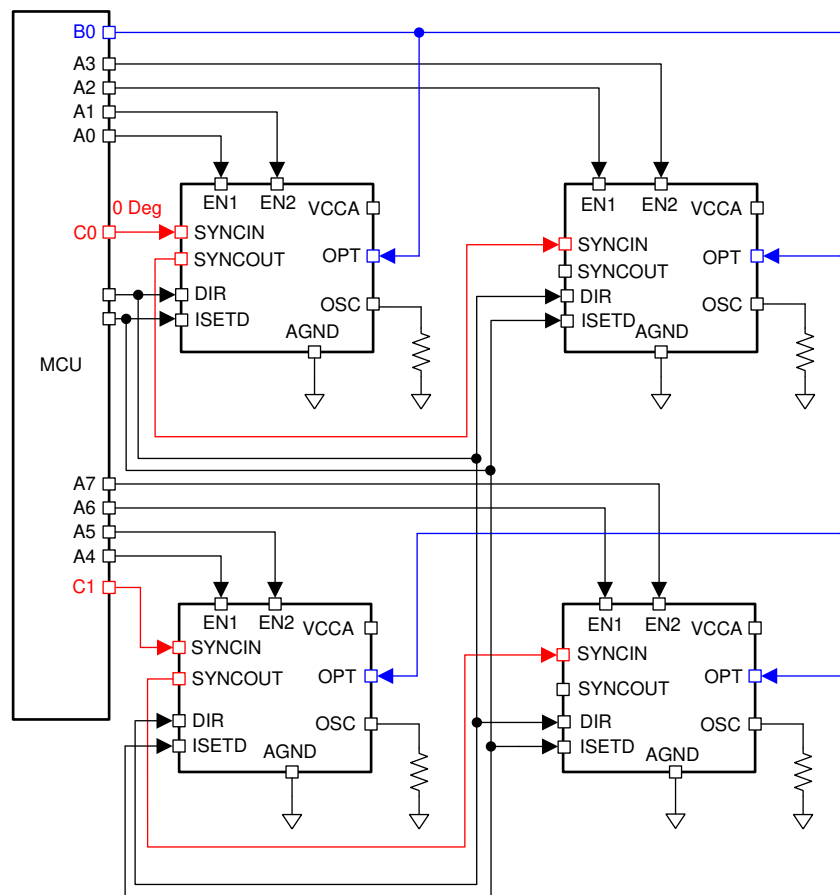 B0
A3
A2
A1
A0
0 Deg
C0
MCU
A7
A6
A5
A4
C1
EN1
EN2
VCCA
SYNCIN
SYNCOUT
OPT
DIR
OSC
ISETD
AGND
EN1
EN2
VCCA
SYNCIN
SYNCOUT
OPT
DIR
OSC
ISETD
AGND
EN1
EN2
VCCA
SYNCIN
SYNCOUT
OPT
DIR
OSC
ISETD
AGND
EN1
EN2
VCCA
SYNCIN
SYNCOUT
OPT
DIR
OSC
ISETD
AGND